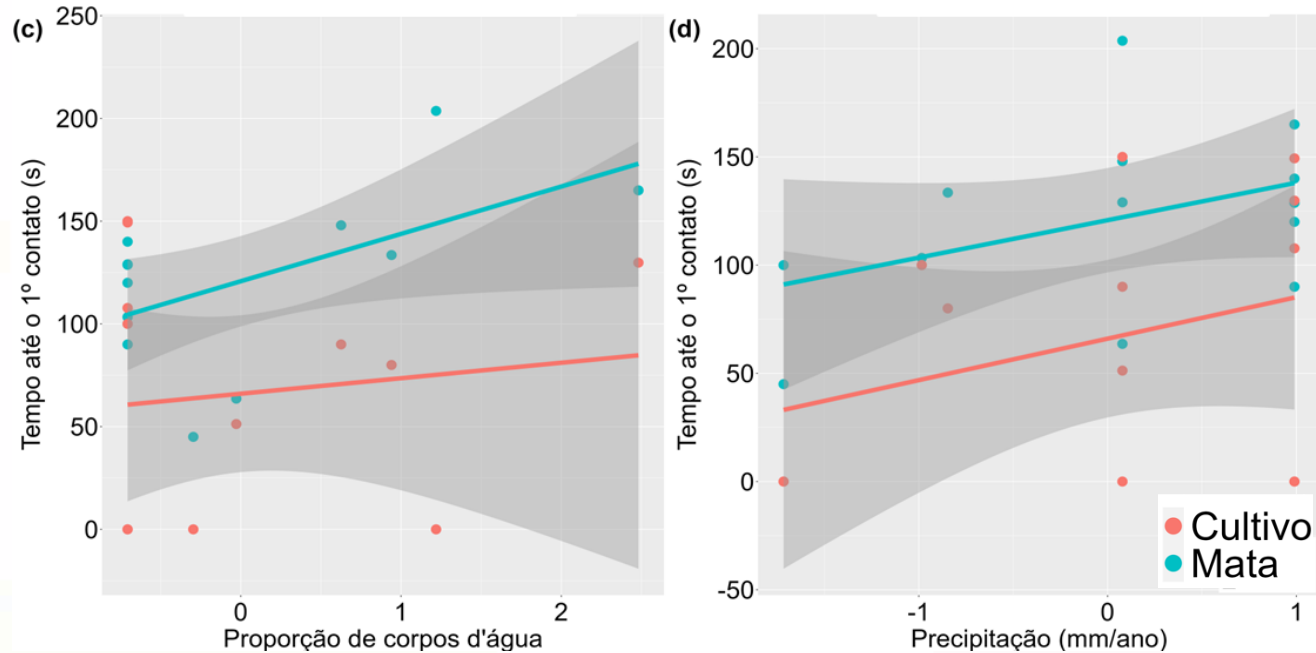 (c)
250
200
150
100
50
0
Tempo até o 1º contato (s)
0 1 2
Proporção de corpos d'água
(d)
200
150
100
50
0
-50
Tempo até o 1º contato (s)
-1 0 1
Precipitação (mm/ano)
Cultivo
Mata